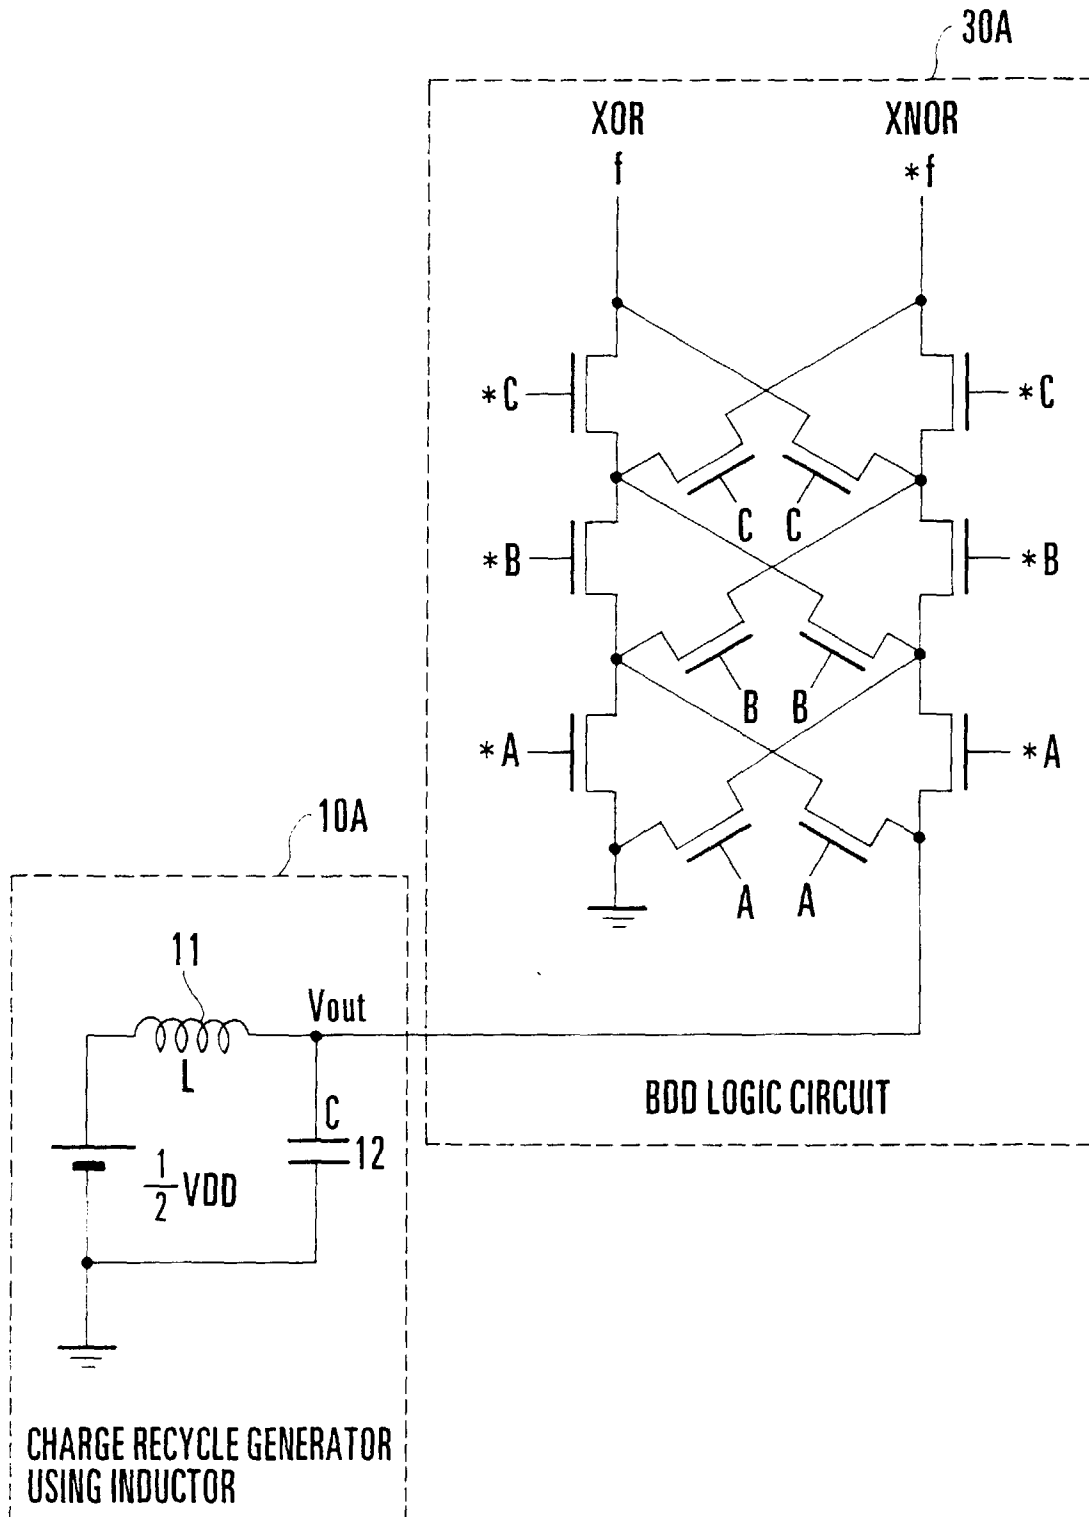 30A
XOR XNOR
f *f
*C *C
C C
*B *B
B B
*A *A
10A
A A
11
Vout
L
C
12
1/2 VDD
BDD LOGIC CIRCUIT
CHARGE RECYCLE GENERATOR
USING INDUCTOR